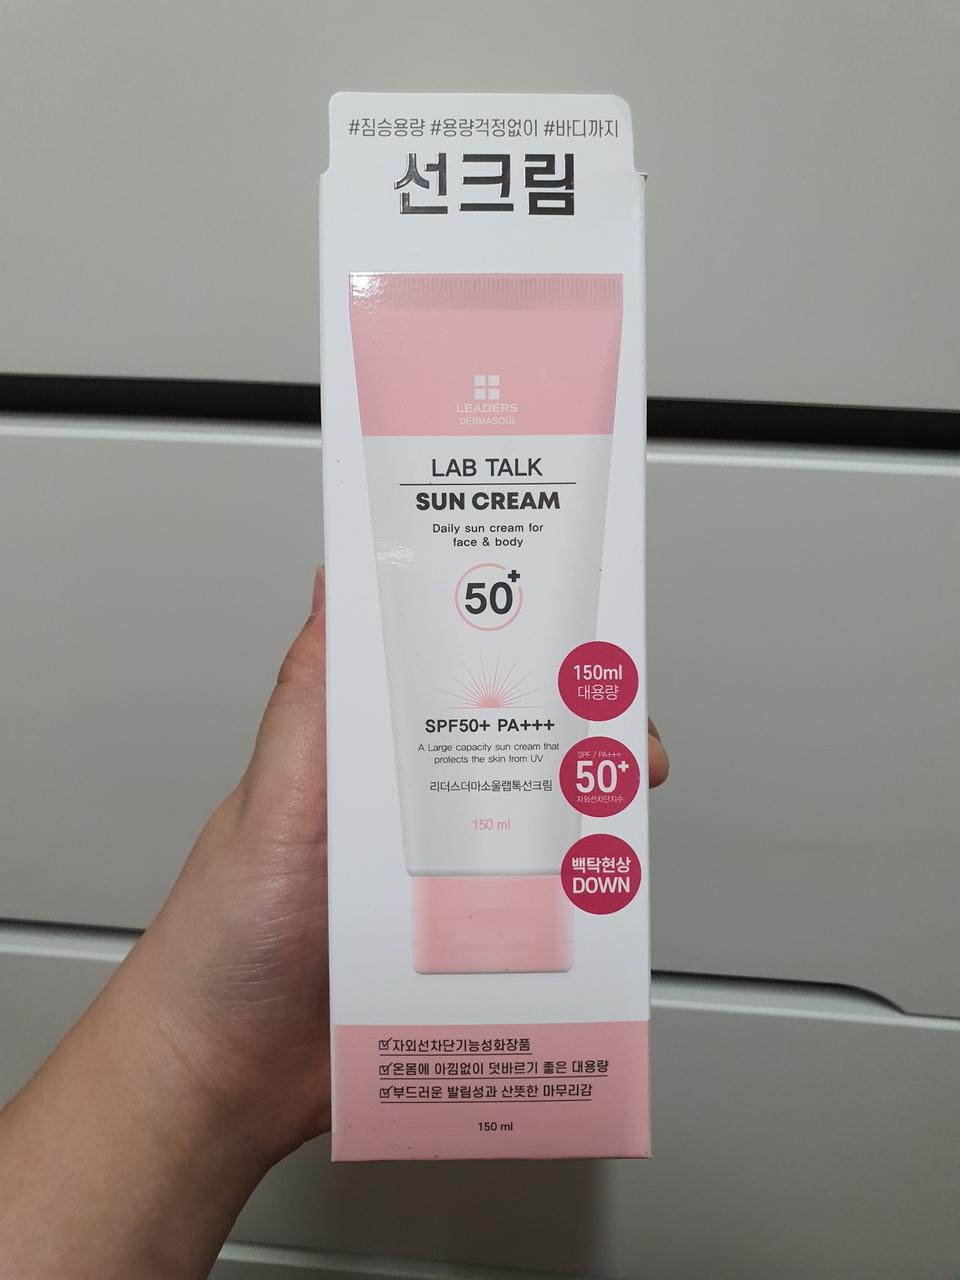 #짐승용량 #용량걱정없이 #바디까지
선크림
LEADERS
DERMASOUL
LAB TALK
SUN CREAM
Daily sun cream for
face & body
50+
SPF50+ PA+++
A Large capacity sun cream that
protects the skin from UV
리더스더마소울랩톡선크림
150 ml
150ml
대용량
SPF / PA+++
50+
자외선차단지수
백탁현상
DOWN
자외선차단기능성화장품
온몸에 아낌없이 덧바르기 좋은 대용량
부드러운 발림성과 산뜻한 마무리감
150 ml